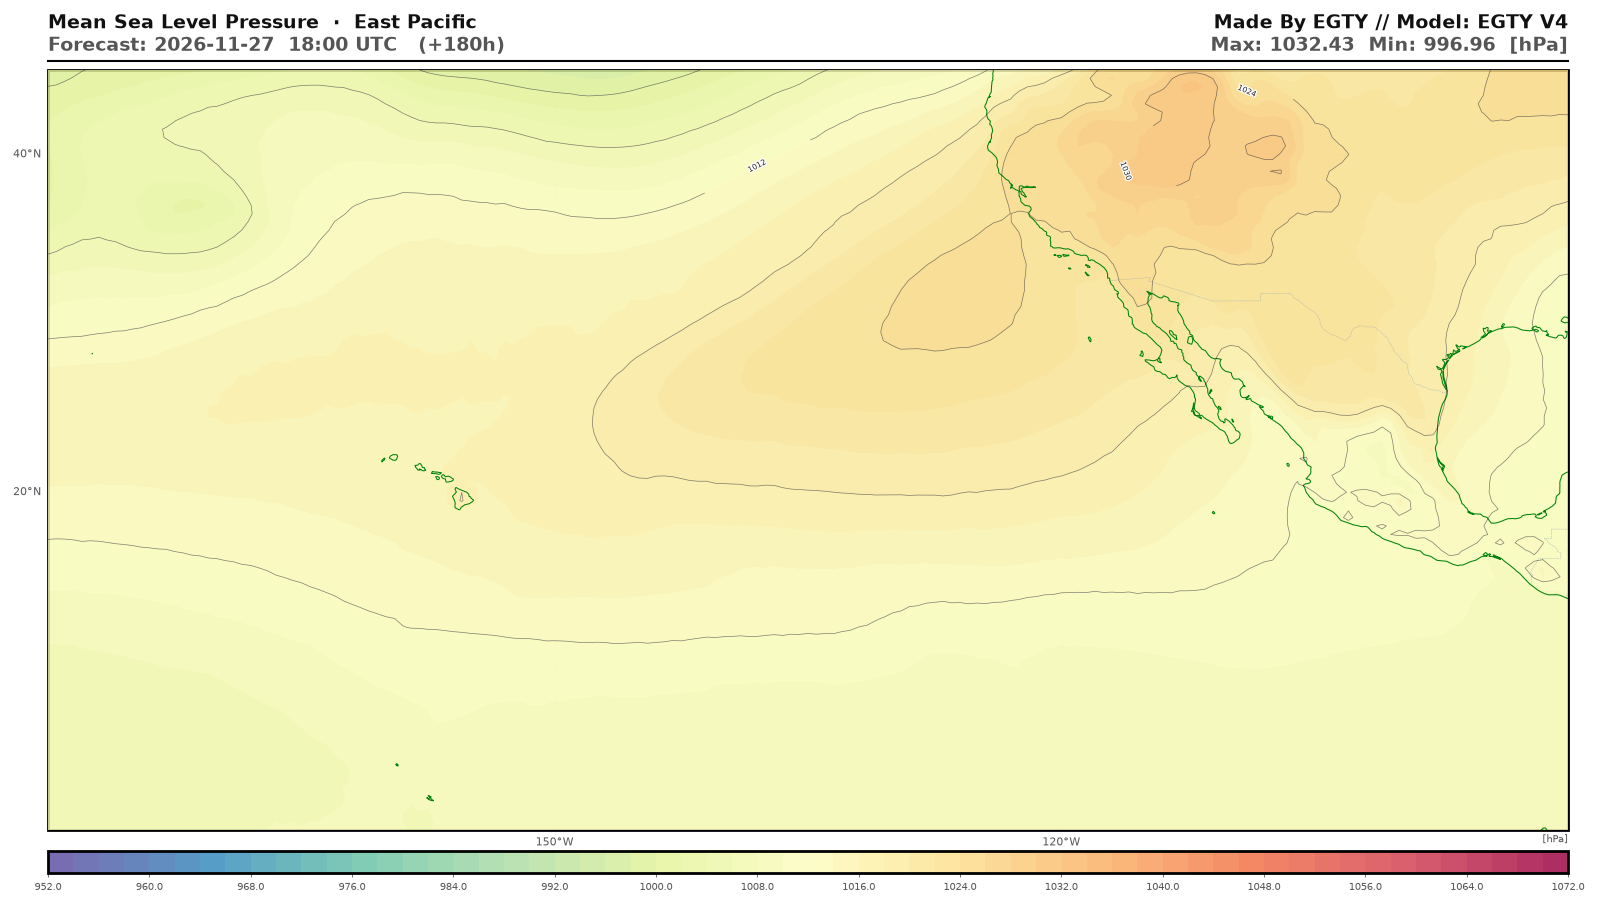 Mean Sea Level Pressure · East Pacific
Made By EGTY // Model: EGTY V4
Forecast: 2026-11-27 18:00 UTC (+180h)
Max: 1032.43 Min: 996.96 [hPa]
1024
40°N
1012
1030
20°N
150°W
120°W
[hPa]
952.0
960.0
968.0
976.0
984.0
992.0
1000.0
1008.0
1016.0
1024.0
1032.0
1040.0
1048.0
1056.0
1064.0
1072.0